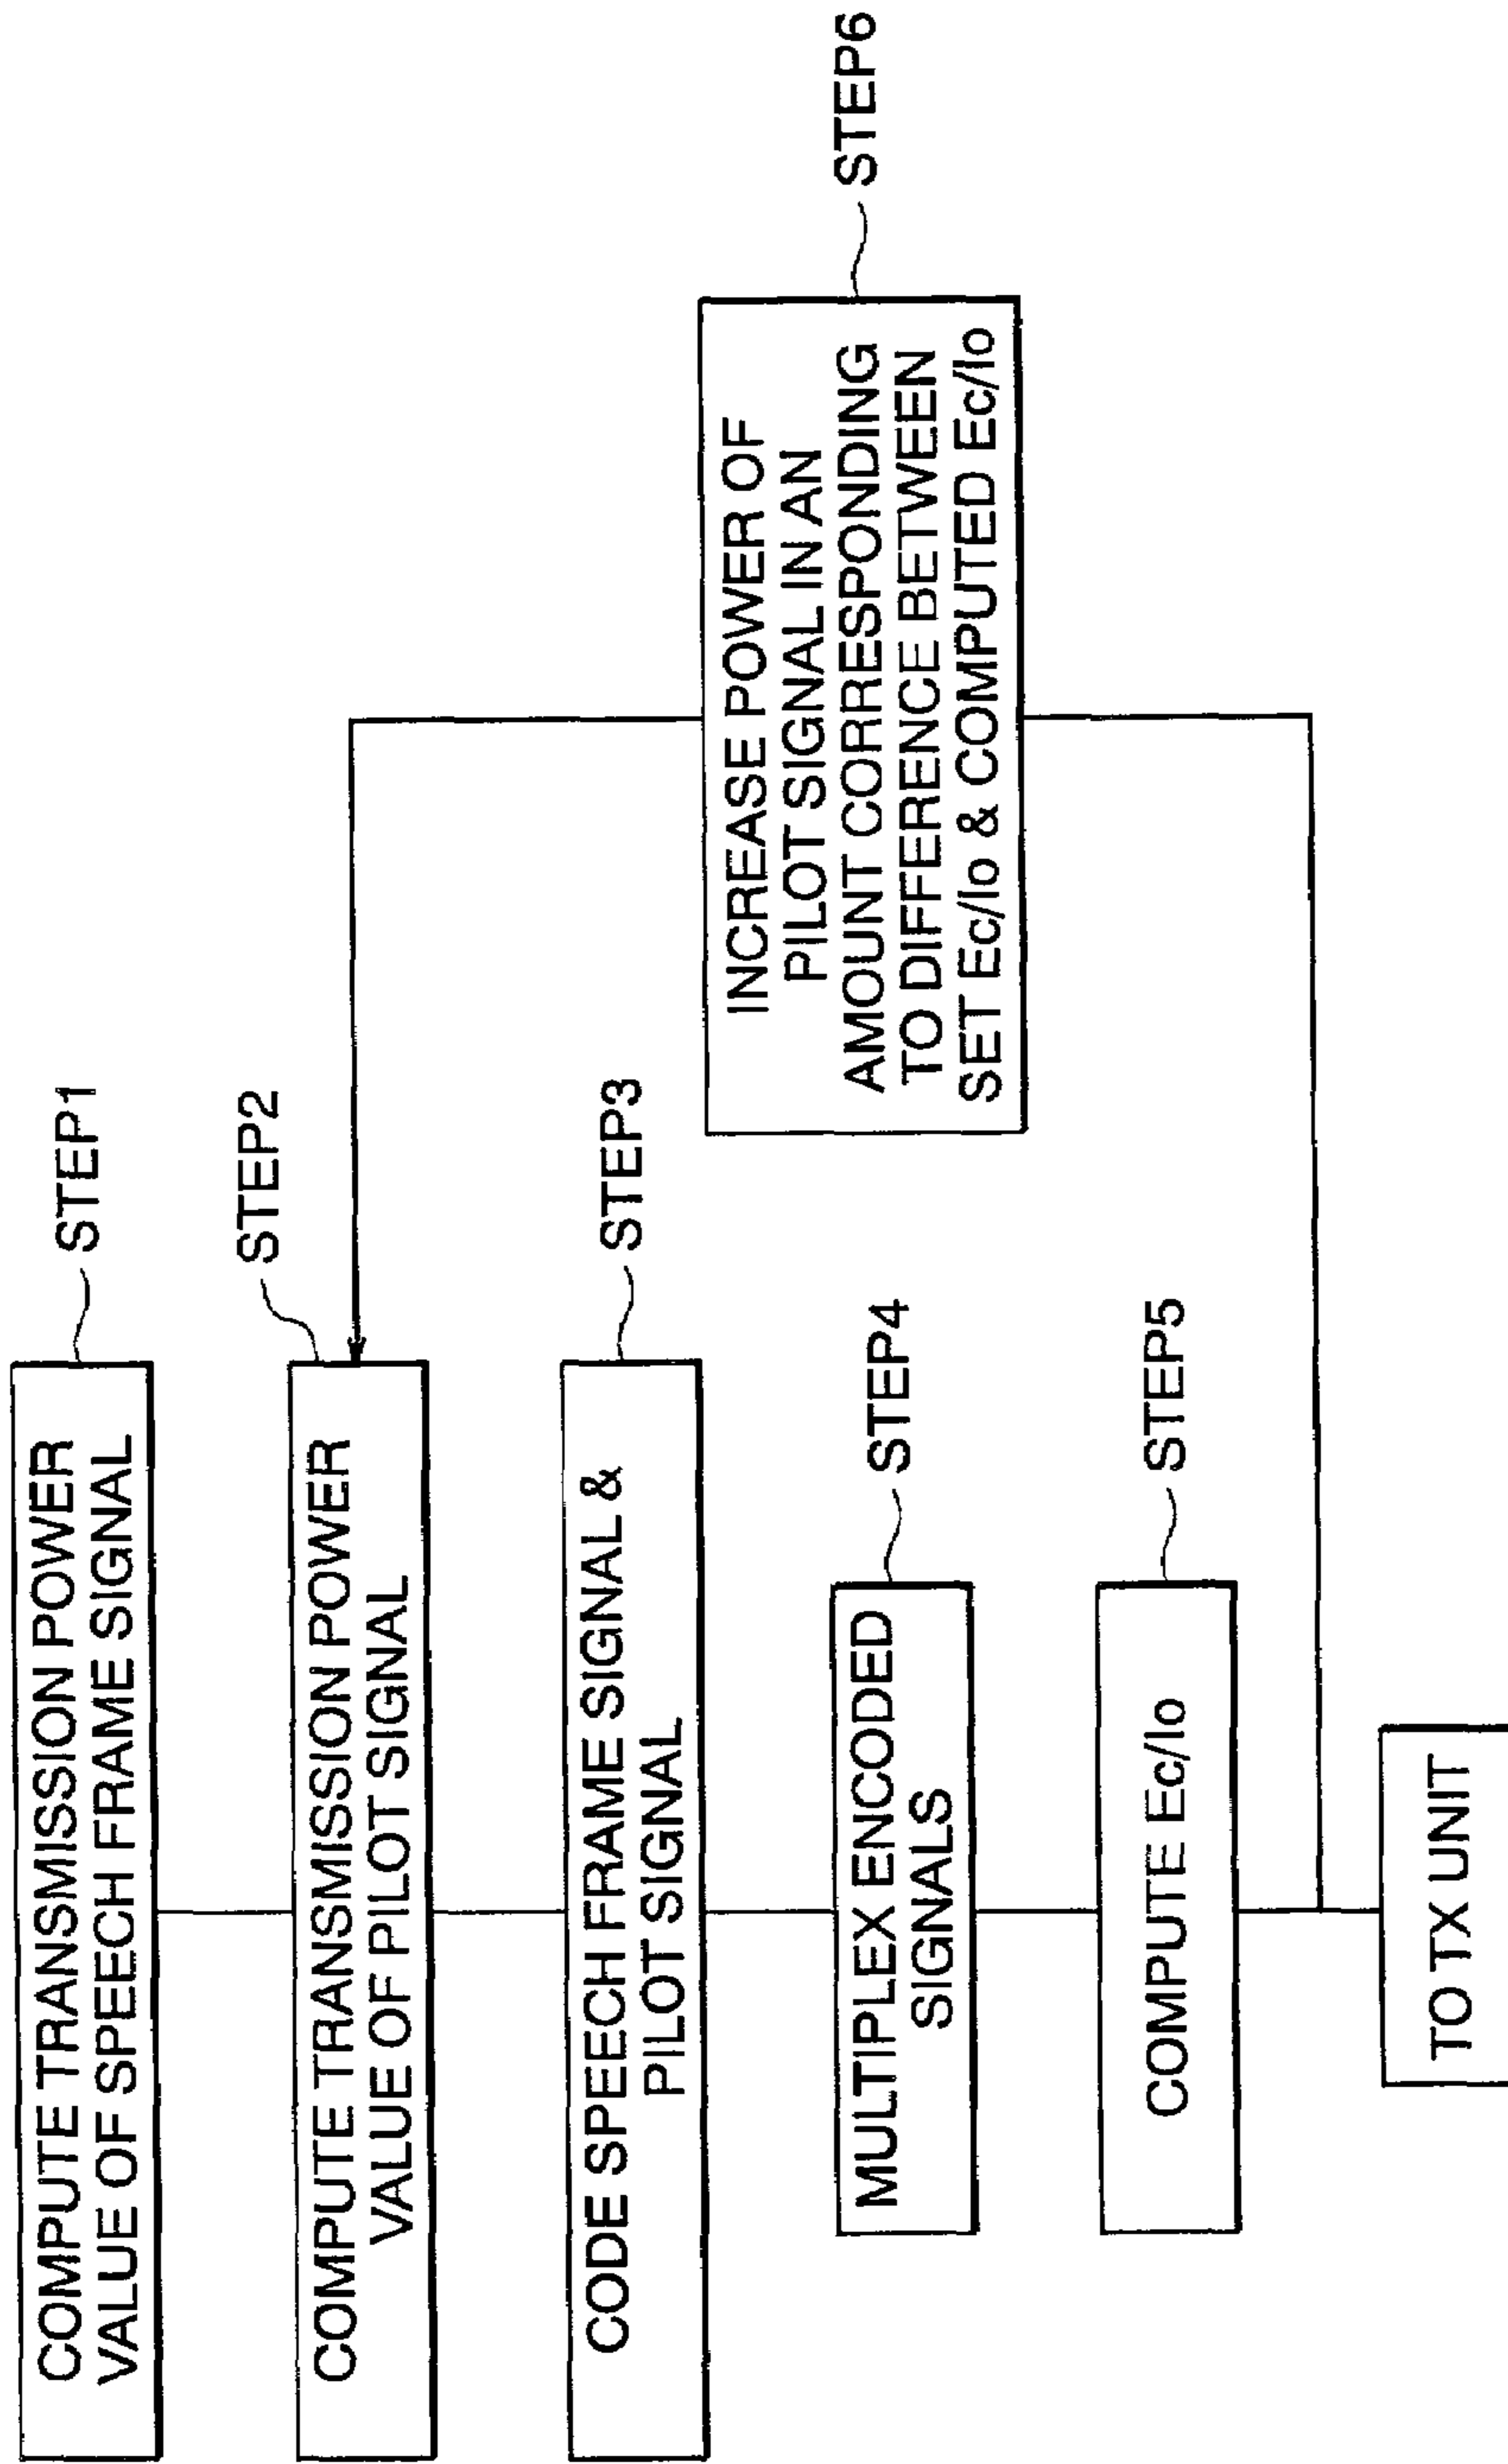 COMPUTE TRANSMISSION POWER
VALUE OF SPEECH FRAME SIGNAL
STEP1
COMPUTE TRANSMISSION POWER
VALUE OF PILOT SIGNAL
STEP2
CODE SPEECH FRAME SIGNAL &
PILOT SIGNAL
STEP3
MULTIPLEX ENCODED
SIGNALS
STEP4
COMPUTE Ec/Io
STEP5
TO TX UNIT
INCREASE POWER OF
PILOT SIGNAL IN AN
AMOUNT CORRESPONDING
TO DIFFERENCE BETWEEN
SET Ec/Io & COMPUTED Ec/Io
STEP6